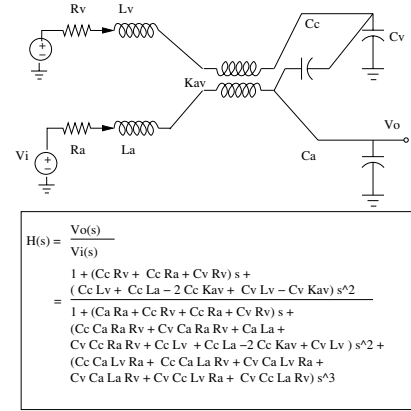 Rv
Lv
Cc
Cv
Kav
Vo
Vi
Ra
La
Ca
H(s) = Vo(s)
Vi(s)
1 + (Cc Rv + Cc Ra + Cv Rv) s +
( Cc Lv + Cc La – 2 Cc Kav + Cv Lv – Cv Kav) s^2
=
1 + (Ca Ra + Cc Rv + Cc Ra + Cv Rv) s +
(Cc Ca Ra Rv + Cv Ca Ra Rv + Ca La +
Cv Cc Ra Rv + Cc Lv + Cc La –2 Cc Kav + Cv Lv ) s^2 +
(Cc Ca Lv Ra + Cc Ca La Rv + Cv Ca Lv Ra +
Cv Ca La Rv + Cv Cc Lv Ra + Cv Cc La Rv) s^3